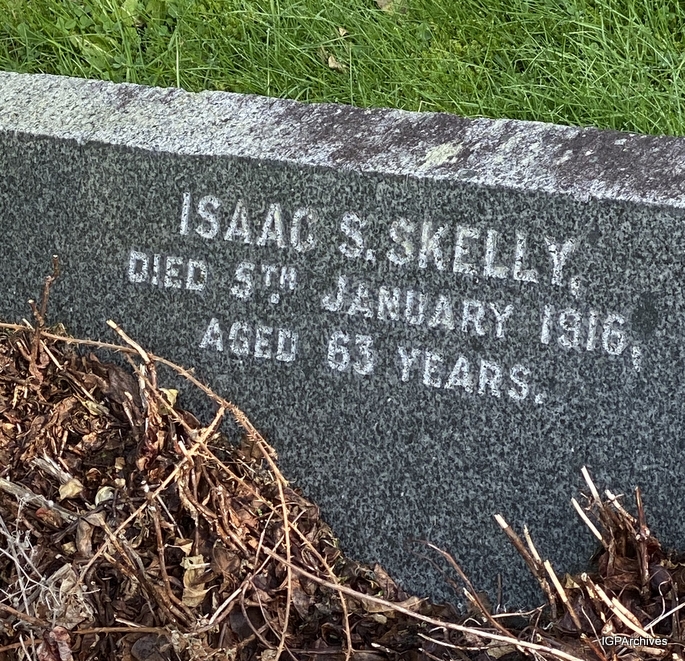 ISAAC S. SKELLY,
DIED 5TH JANUARY 1916,
AGED 63 YEARS.
IGPArchives